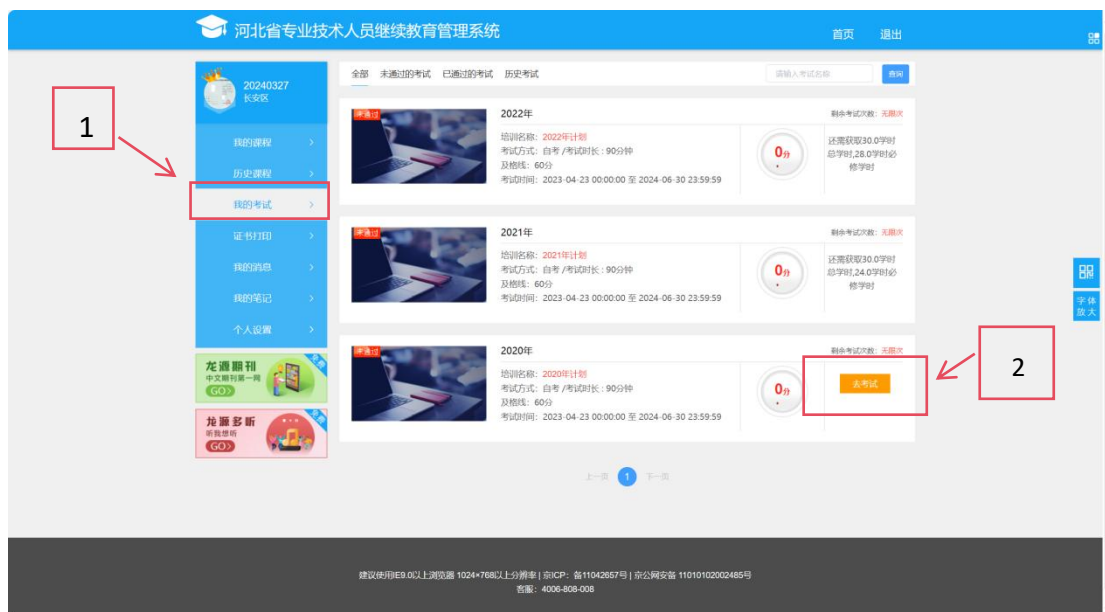 河北省专业技术人员继续教育管理系统
首页 退出
20240327
长安区
我的课程
历史课程
我的考试
证书打印
我的消息
我的笔记
个人设置
龙源期刊
中文期刊第一网
GO
免费
龙源多听
听我想听
GO
免费
1
全部 未通过的考试 已通过的考试 历史考试
请输入考试名称 查询
未通过
2022年
剩余考试次数：无限次
培训名称：2022年计划
考试方式：自考 /考试时长：90分钟
及格线：60分
考试时间：2023-04-23 00:00:00 至 2024-06-30 23:59:59
0分
还需获取30.0学时
总学时,28.0学时必
修学时
未通过
2021年
剩余考试次数：无限次
培训名称：2021年计划
考试方式：自考 /考试时长：90分钟
及格线：60分
考试时间：2023-04-23 00:00:00 至 2024-06-30 23:59:59
0分
还需获取30.0学时
总学时,24.0学时必
修学时
未通过
2020年
剩余考试次数：无限次
培训名称：2020年计划
考试方式：自考 /考试时长：90分钟
及格线：60分
考试时间：2023-04-23 00:00:00 至 2024-06-30 23:59:59
0分
去考试
2
字体
放大
上一页 1 下一页
建议使用IE9.0以上浏览器 1024×768以上分辨率 | 京ICP：备11042657号 | 京公网安备 11010102002485号
客服：4006-808-008